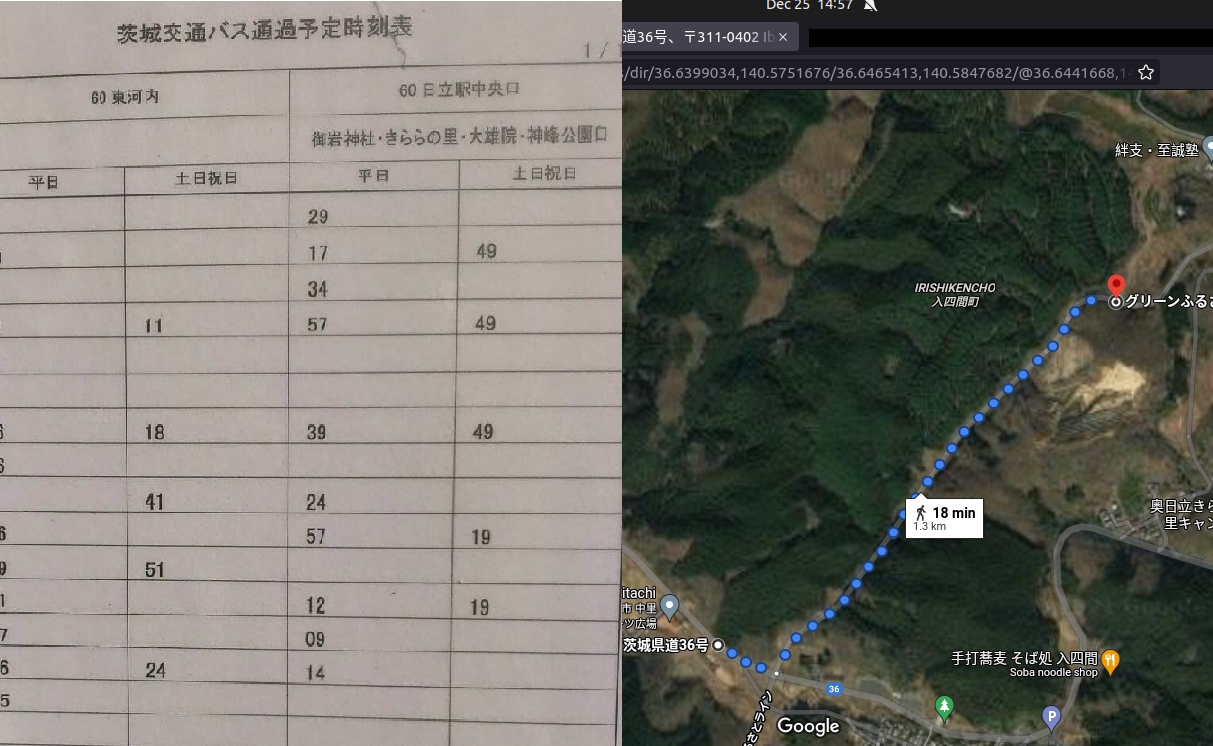 茨城交通バス通過予定時刻表
1 /
60 東河内
60 日立駅中央口
御岩神社・きららの里・大雄院・神峰公園口
平日 土日祝日 平日 土日祝日
29
17 49
34
11 57 49
18 39 49
41 24
57 19
51
12 19
7 09
24 14
5
Dec 25 14:57
道36号、〒311-0402 Ib
/dir/36.6399034,140.5751676/36.6465413,140.5847682/@36.6441668,1
絆支・至誠塾
IRISHIKENCHO
入四間町
グリーンふるさ
18 min
1.3 km
奥日立きら
里キャン
itachi
市 中里
ーツ広場
茨城県道36号
手打蕎麦 そば処 入四間
Soba noodle shop
36
P
さとライン
Google